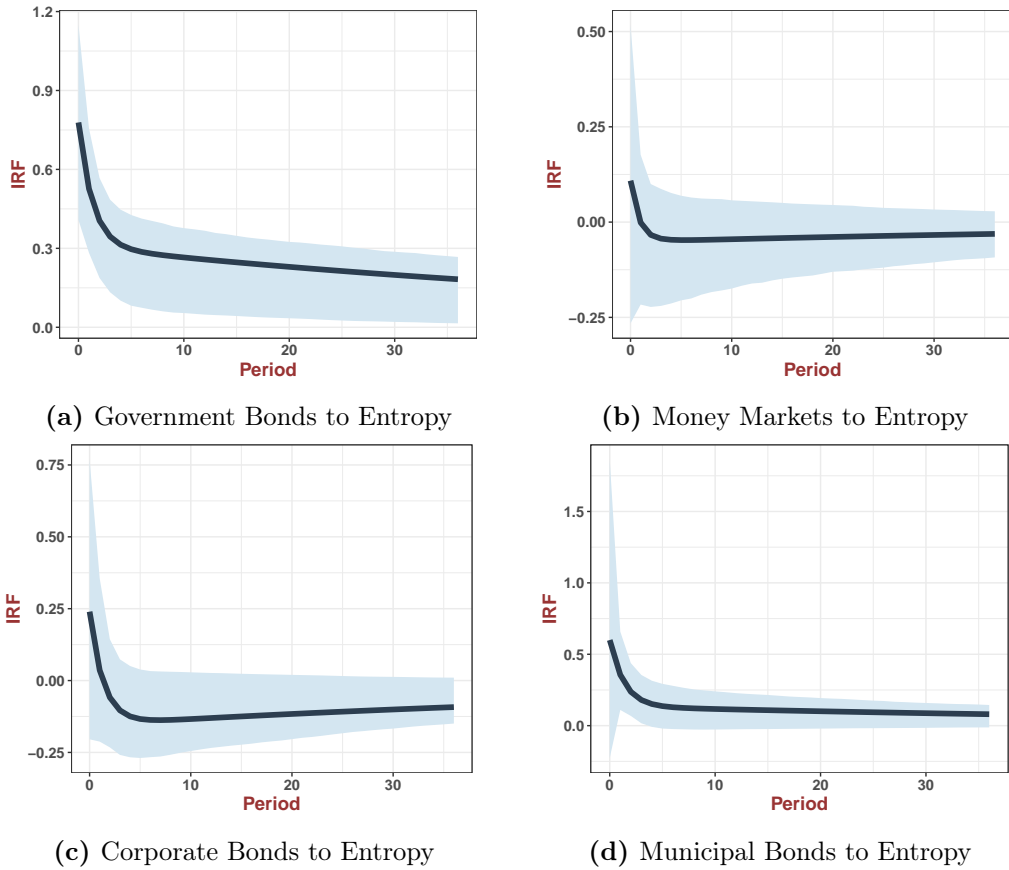 1.2
0.9
0.6
0.3
0.0
IRF
0 10 20 30
Period
(a) Government Bonds to Entropy
0.50
0.25
0.00
−0.25
IRF
0 10 20 30
Period
(b) Money Markets to Entropy
0.75
0.50
0.25
0.00
−0.25
IRF
0 10 20 30
Period
(c) Corporate Bonds to Entropy
1.5
1.0
0.5
0.0
IRF
0 10 20 30
Period
(d) Municipal Bonds to Entropy